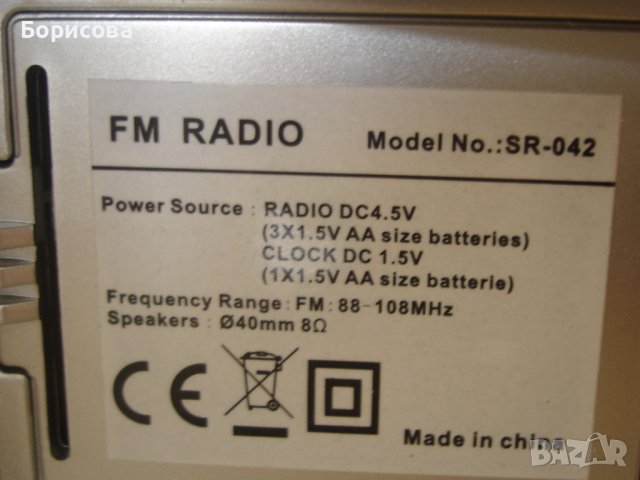 Борисова
FM RADIO
Model No.:SR-042
Power Source : RADIO DC4.5V
(3X1.5V AA size batteries)
CLOCK DC 1.5V
(1X1.5V AA size batterie)
Frequency Range: FM: 88-108MHz
Speakers : Ø40mm 8Ω
CE
Made in china
BAZAR